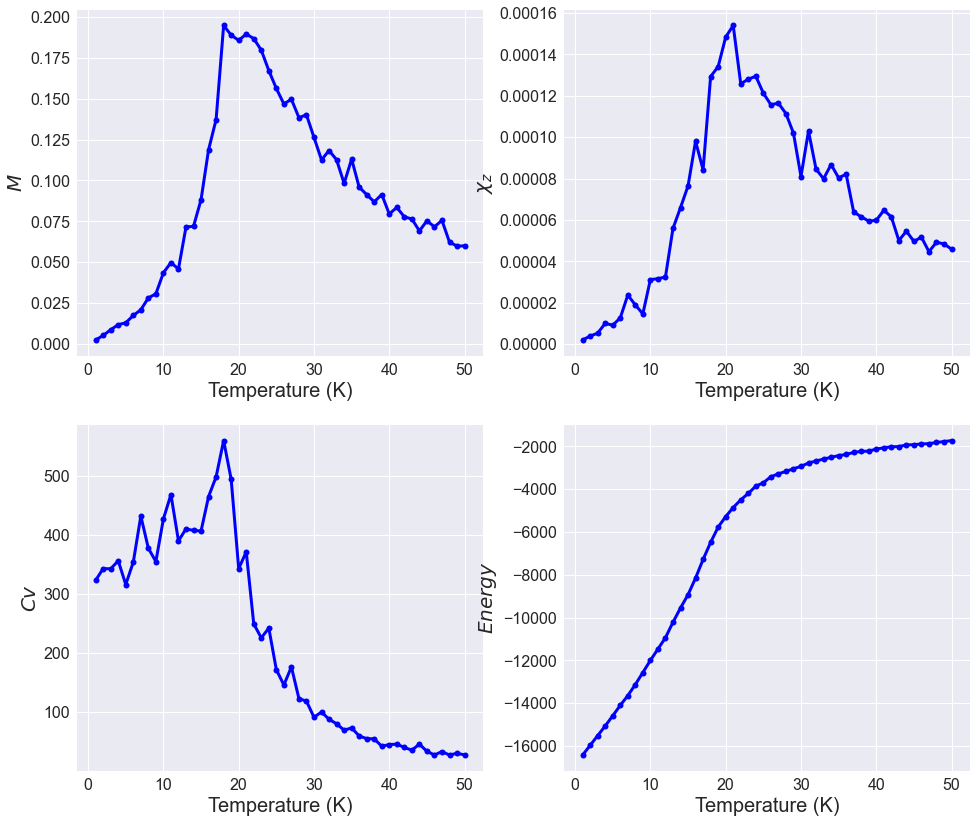 0.200
0.175
0.150
0.125
0.100
0.075
0.050
0.025
0.000
M
0 10 20 30 40 50
Temperature (K)
0.00016
0.00014
0.00012
0.00010
0.00008
0.00006
0.00004
0.00002
0.00000
χz
0 10 20 30 40 50
Temperature (K)
500
400
300
200
100
Cv
0 10 20 30 40 50
Temperature (K)
−2000
−4000
−6000
−8000
−10000
−12000
−14000
−16000
Energy
0 10 20 30 40 50
Temperature (K)